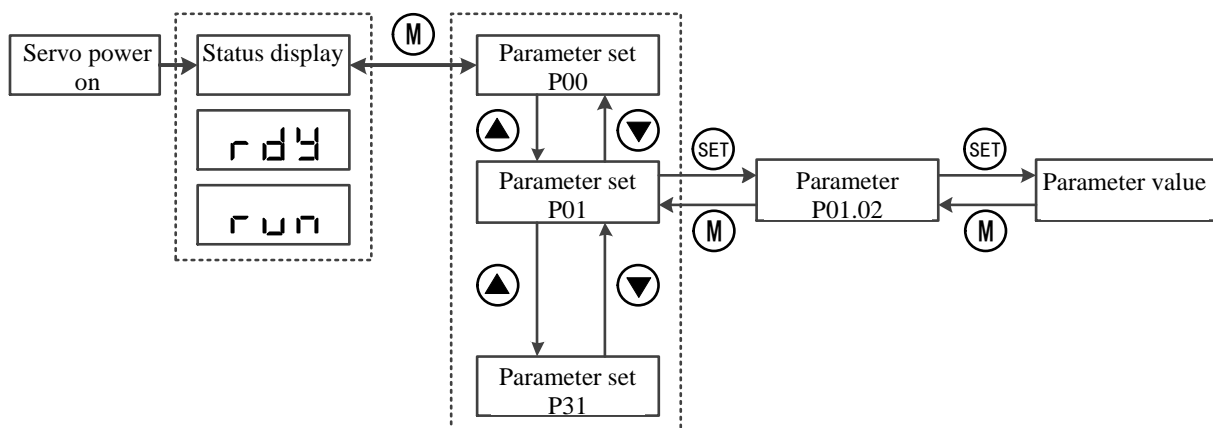 Servo power
on
Status display
rdy
run
M
Parameter set
P00
Parameter set
P01
SET
M
Parameter
P01.02
SET
M
Parameter value
Parameter set
P31